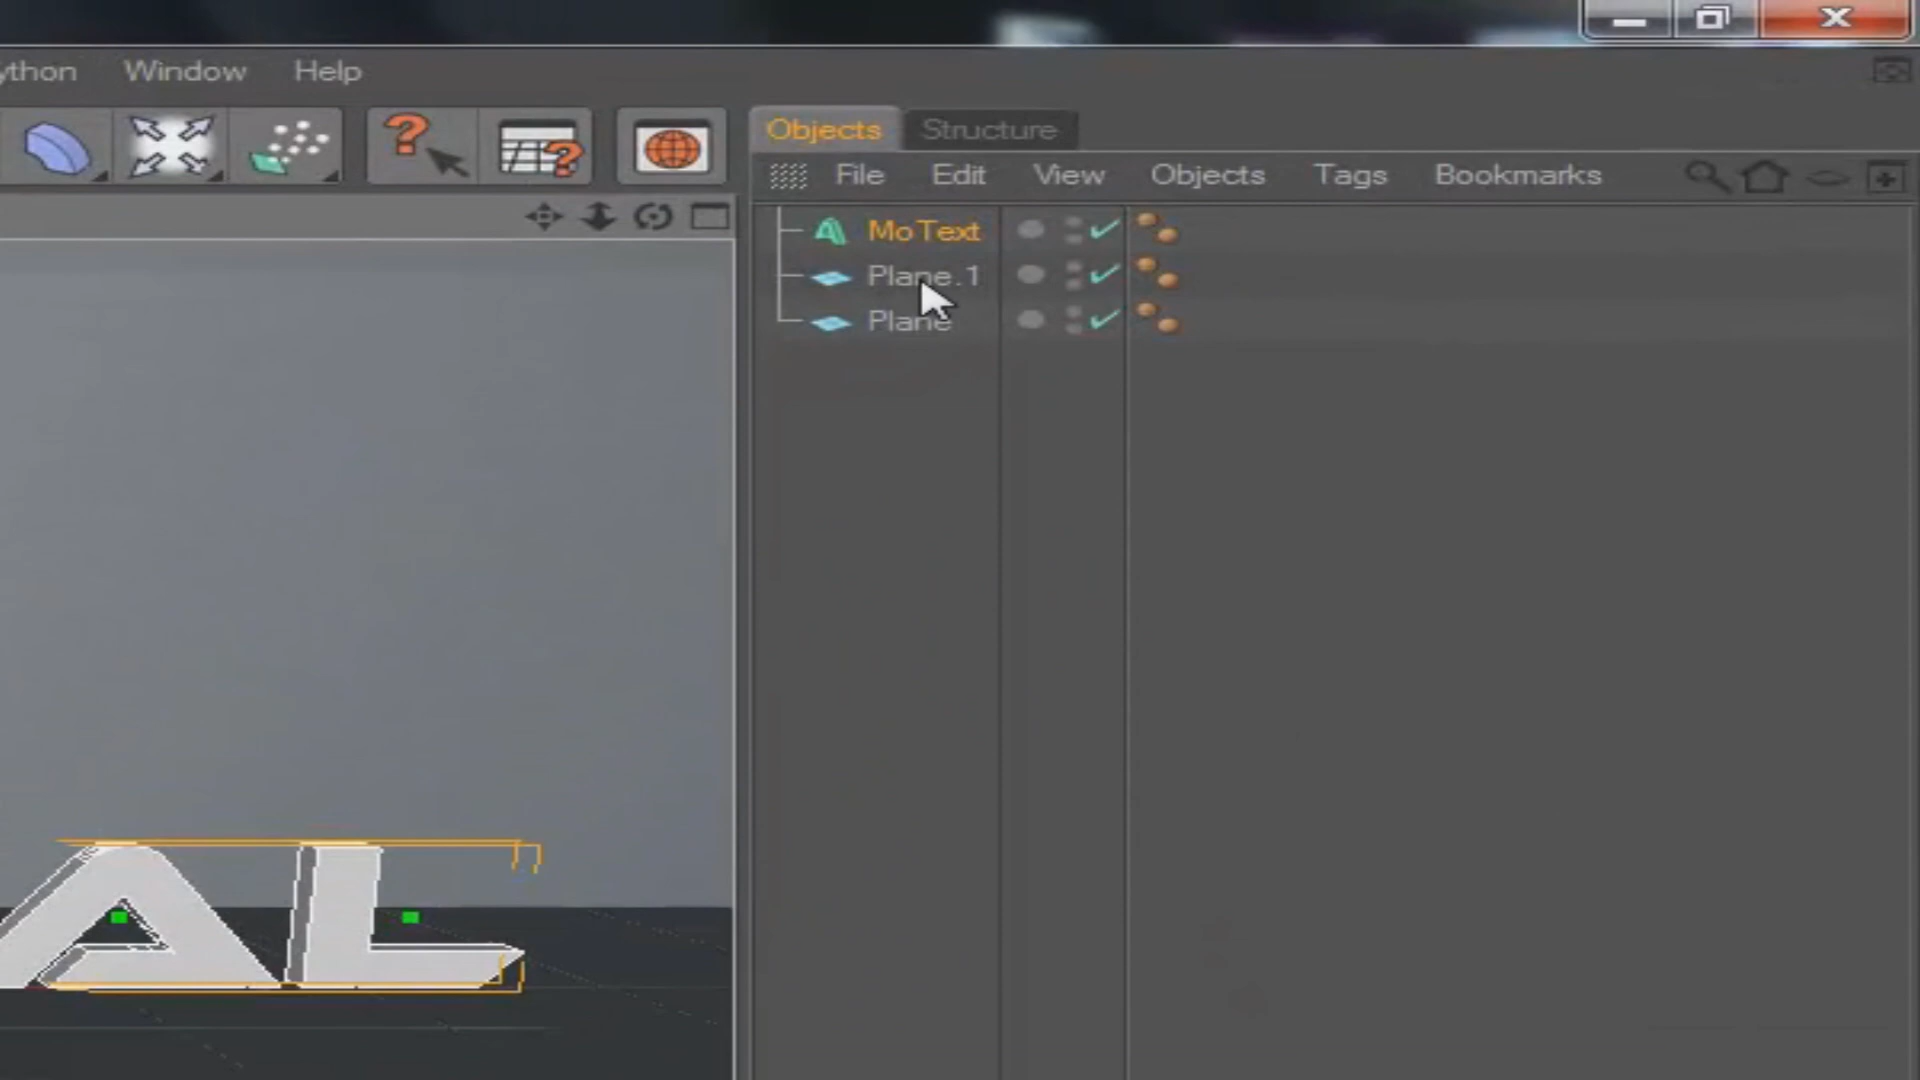 ython Window Help
Objects Structure
File Edit View Objects Tags Bookmarks
MoText
Plane.1
Plane
AL